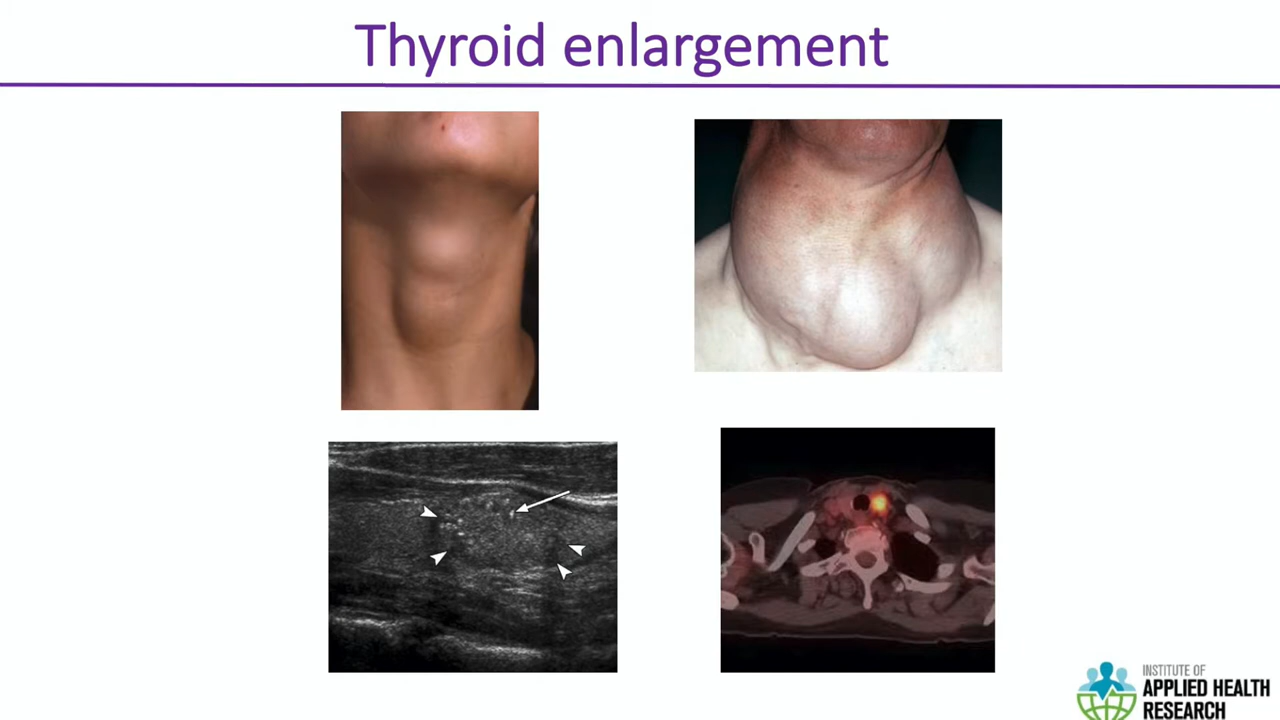 Thyroid enlargement
INSTITUTE OF
APPLIED HEALTH
RESEARCH